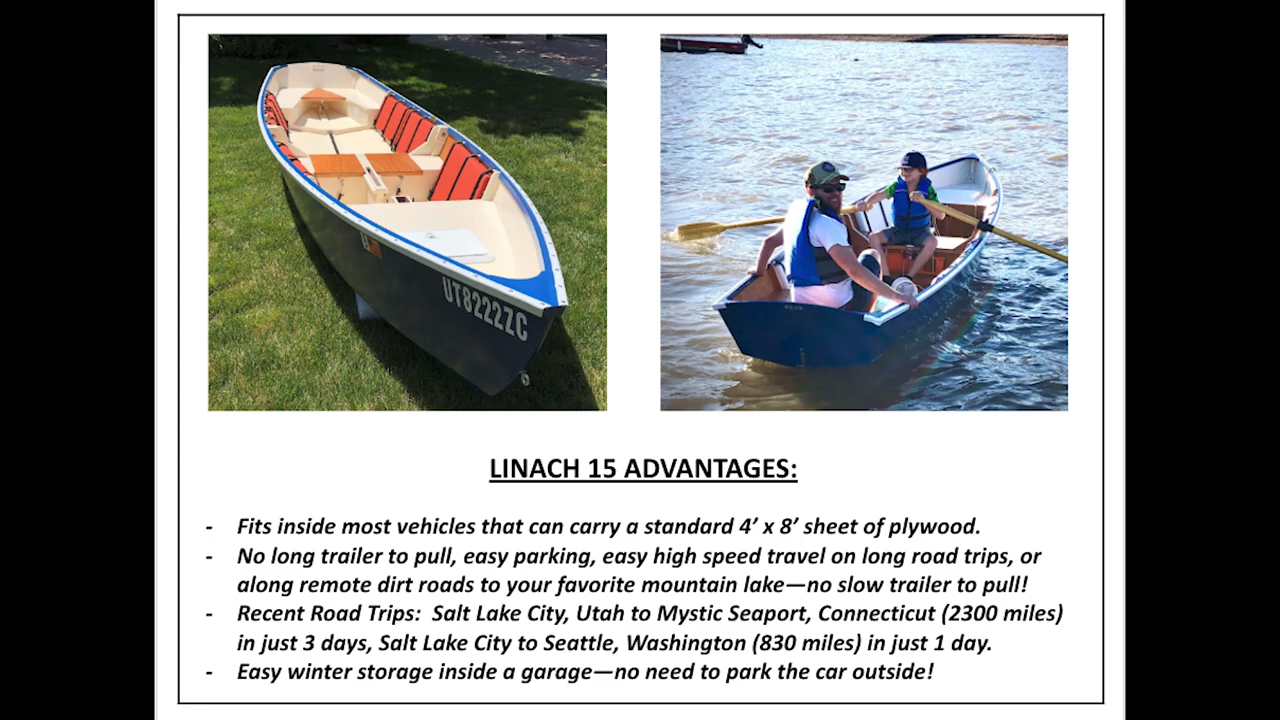 UT8222ZC
LINACH 15 ADVANTAGES:
- Fits inside most vehicles that can carry a standard 4’ x 8’ sheet of plywood.
- No long trailer to pull, easy parking, easy high speed travel on long road trips, or
along remote dirt roads to your favorite mountain lake—no slow trailer to pull!
- Recent Road Trips:  Salt Lake City, Utah to Mystic Seaport, Connecticut (2300 miles)
in just 3 days, Salt Lake City to Seattle, Washington (830 miles) in just 1 day.
- Easy winter storage inside a garage—no need to park the car outside!